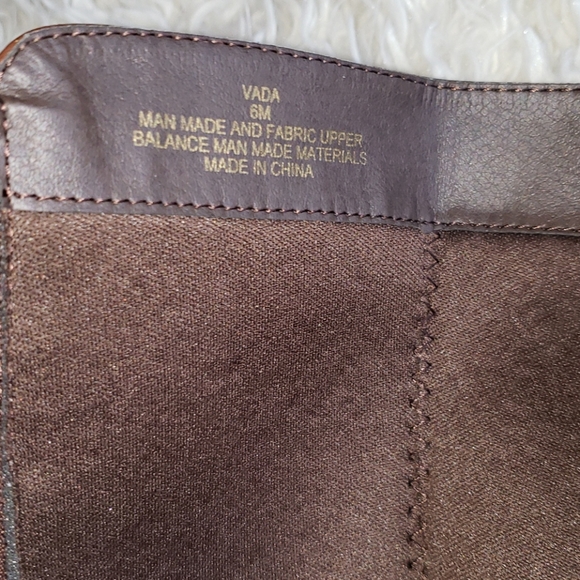 VADA
6M
MAN MADE AND FABRIC UPPER
BALANCE MAN MADE MATERIALS
MADE IN CHINA